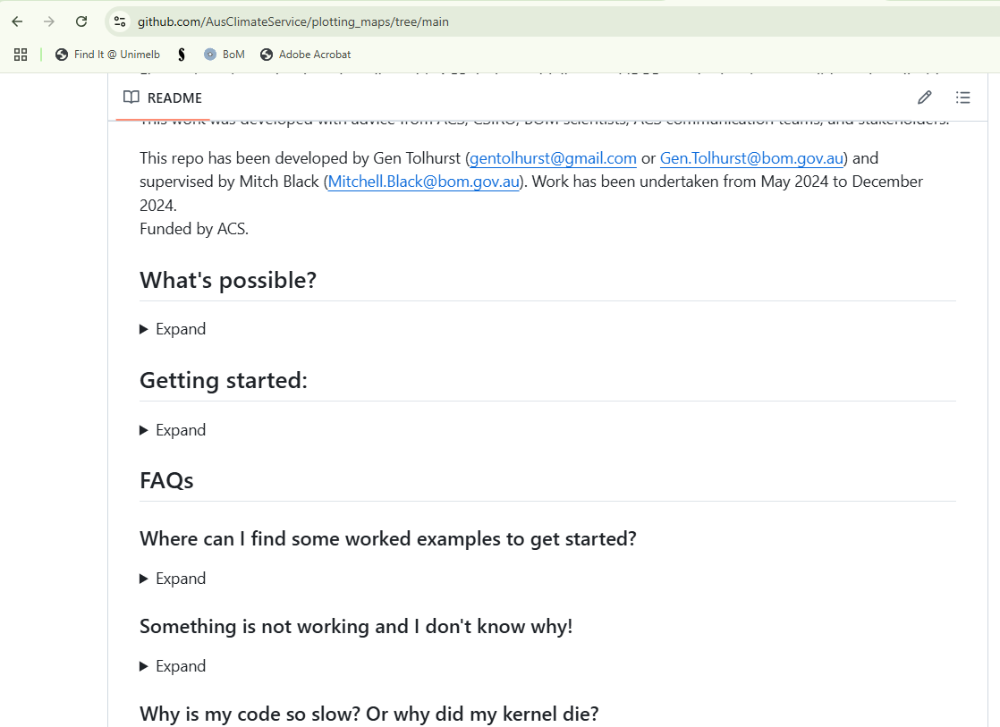 github.com/AusClimateService/plotting_maps/tree/main
Find It @ Unimelb BoM Adobe Acrobat
README
This work was developed with advice from ACS, CSIRO, BOM scientists, ACS communication teams, and stakeholders.
This repo has been developed by Gen Tolhurst (gentolhurst@gmail.com or Gen.Tolhurst@bom.gov.au) and
supervised by Mitch Black (Mitchell.Black@bom.gov.au). Work has been undertaken from May 2024 to December
2024.
Funded by ACS.
What's possible?
Expand
Getting started:
Expand
FAQs
Where can I find some worked examples to get started?
Expand
Something is not working and I don't know why!
Expand
Why is my code so slow? Or why did my kernel die?